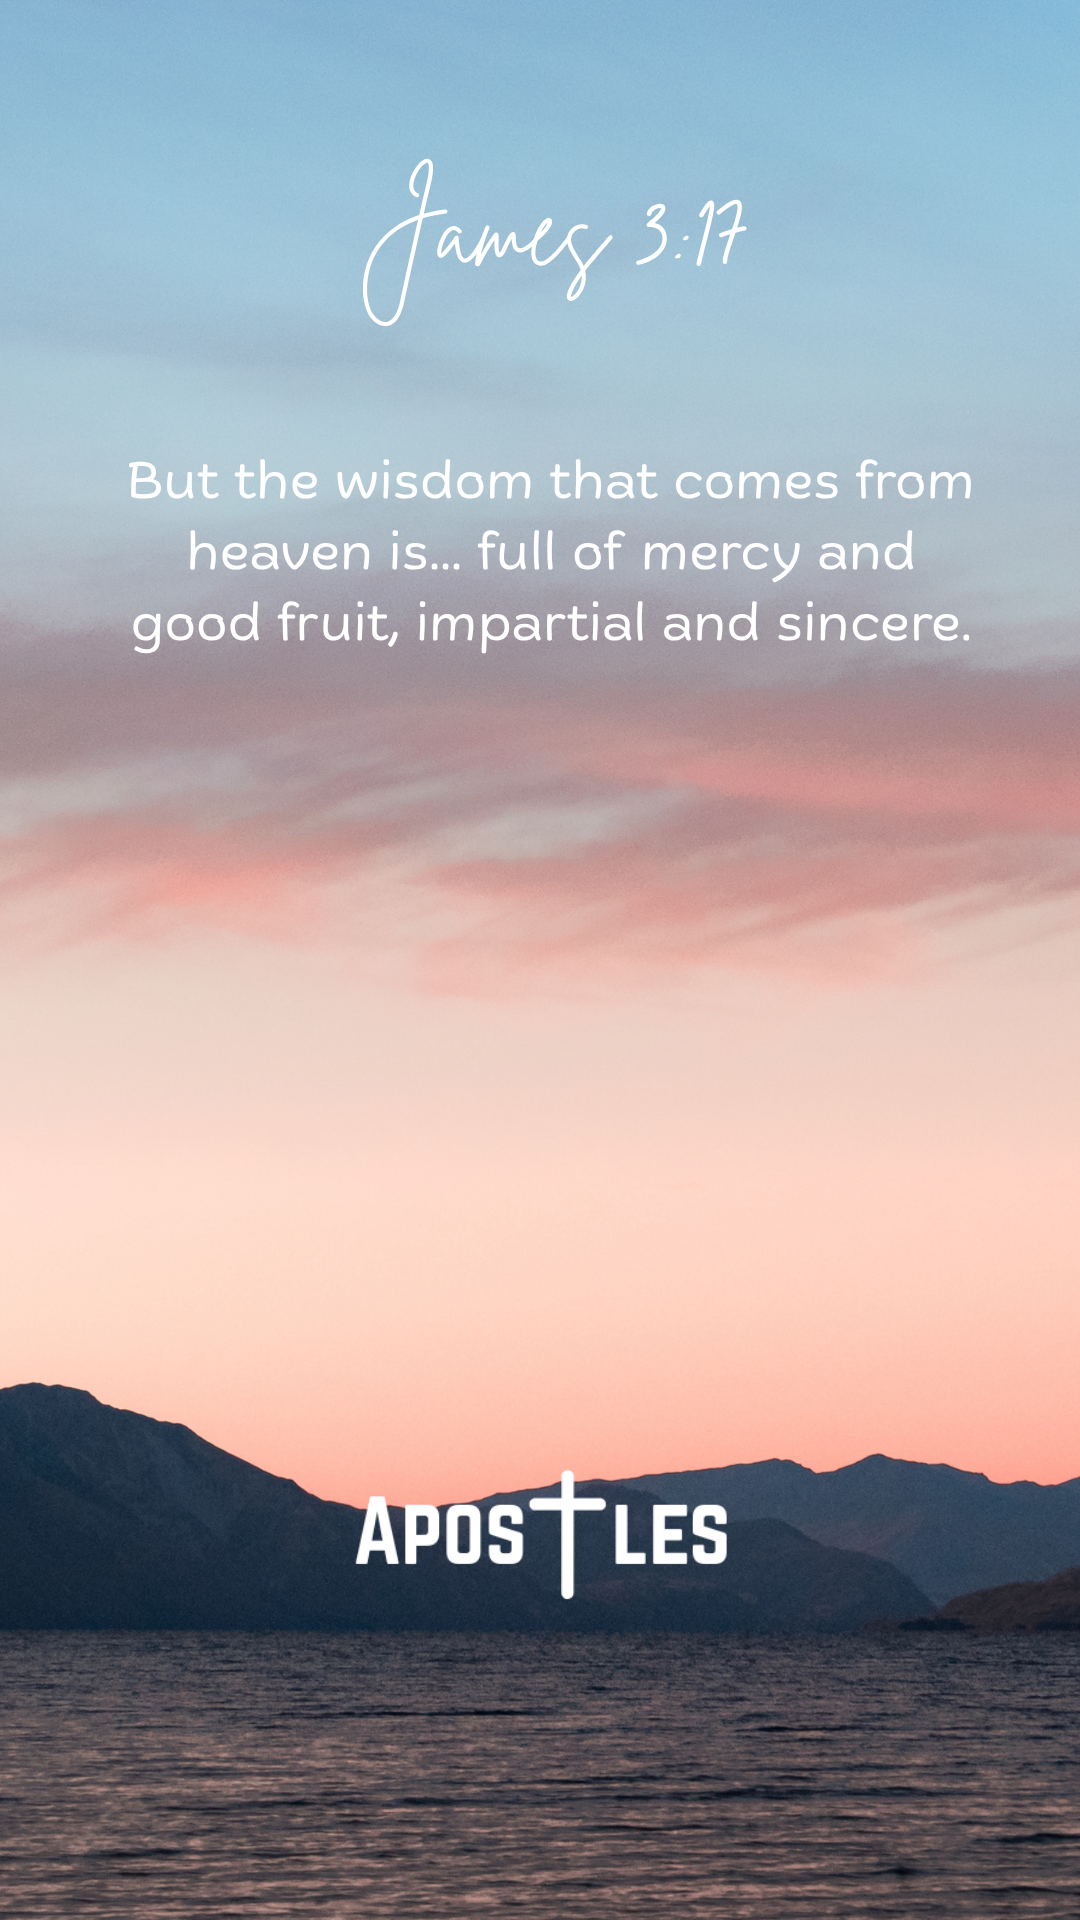 James 3:17
But the wisdom that comes from
heaven is... full of mercy and
good fruit, impartial and sincere.
APOSTLES